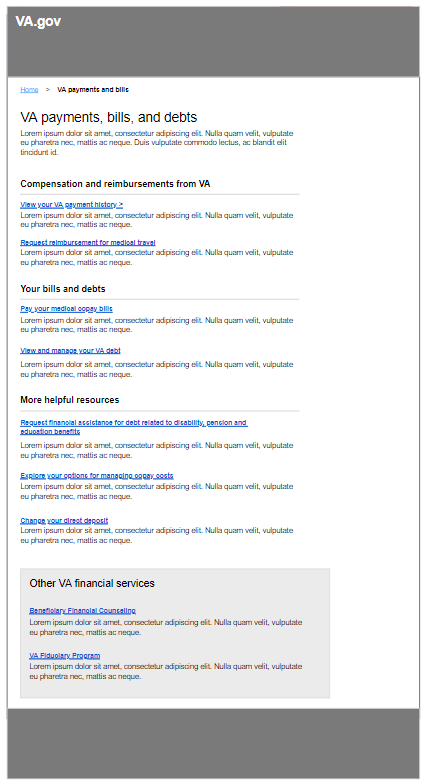 VA.gov
Home > VA payments and bills
VA payments, bills, and debts
Lorem ipsum dolor sit amet, consectetur adipiscing elit. Nulla quam velit, vulputate
eu pharetra nec, mattis ac neque. Duis vulputate commodo lectus, ac blandit elit
tincidunt id.
Compensation and reimbursements from VA
View your VA payment history >
Lorem ipsum dolor sit amet, consectetur adipiscing elit. Nulla quam velit, vulputate
eu pharetra nec, mattis ac neque.
Request reimbursement for medical travel
Lorem ipsum dolor sit amet, consectetur adipiscing elit. Nulla quam velit, vulputate
eu pharetra nec, mattis ac neque.
Your bills and debts
Pay your medical copay bills
Lorem ipsum dolor sit amet, consectetur adipiscing elit. Nulla quam velit, vulputate
eu pharetra nec, mattis ac neque.
View and manage your VA debt
Lorem ipsum dolor sit amet, consectetur adipiscing elit. Nulla quam velit, vulputate
eu pharetra nec, mattis ac neque.
More helpful resources
Request financial assistance for debt related to disability, pension and
education benefits
Lorem ipsum dolor sit amet, consectetur adipiscing elit. Nulla quam velit, vulputate
eu pharetra nec, mattis ac neque.
Explore your options for managing copay costs
Lorem ipsum dolor sit amet, consectetur adipiscing elit. Nulla quam velit, vulputate
eu pharetra nec, mattis ac neque.
Change your direct deposit
Lorem ipsum dolor sit amet, consectetur adipiscing elit. Nulla quam velit, vulputate
eu pharetra nec, mattis ac neque.
Other VA financial services
Beneficiary Financial Counseling
Lorem ipsum dolor sit amet, consectetur adipiscing elit. Nulla quam velit, vulputate
eu pharetra nec, mattis ac neque.
VA Fiduciary Program
Lorem ipsum dolor sit amet, consectetur adipiscing elit. Nulla quam velit, vulputate
eu pharetra nec, mattis ac neque.